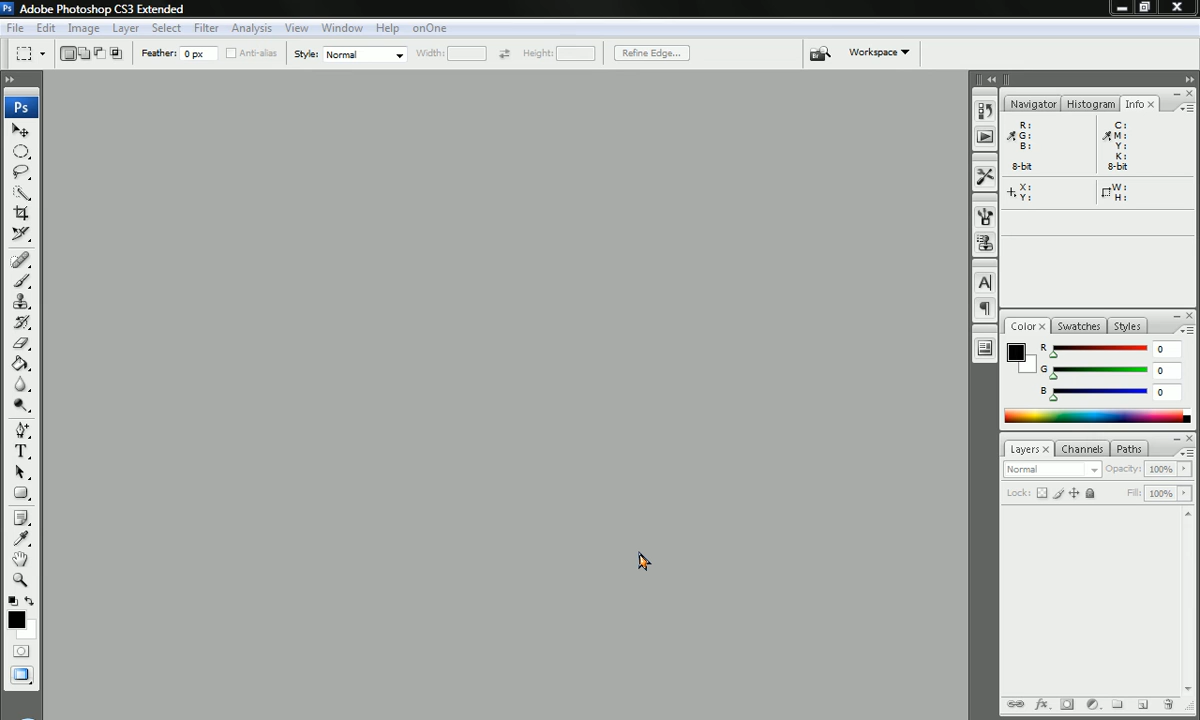 Ps Adobe Photoshop CS3 Extended
File Edit Image Layer Select Filter Analysis View Window Help onOne
Feather: 0 px Anti-alias Style: Normal Width: Height: Refine Edge... Workspace
Ps
T
A
Navigator Histogram Info
R: C:
G: M:
B: Y:
K:
8-bit 8-bit
X: W:
Y: H:
Color Swatches Styles
R 0
G 0
B 0
Layers Channels Paths
Normal Opacity: 100%
Lock: Fill: 100%
fx